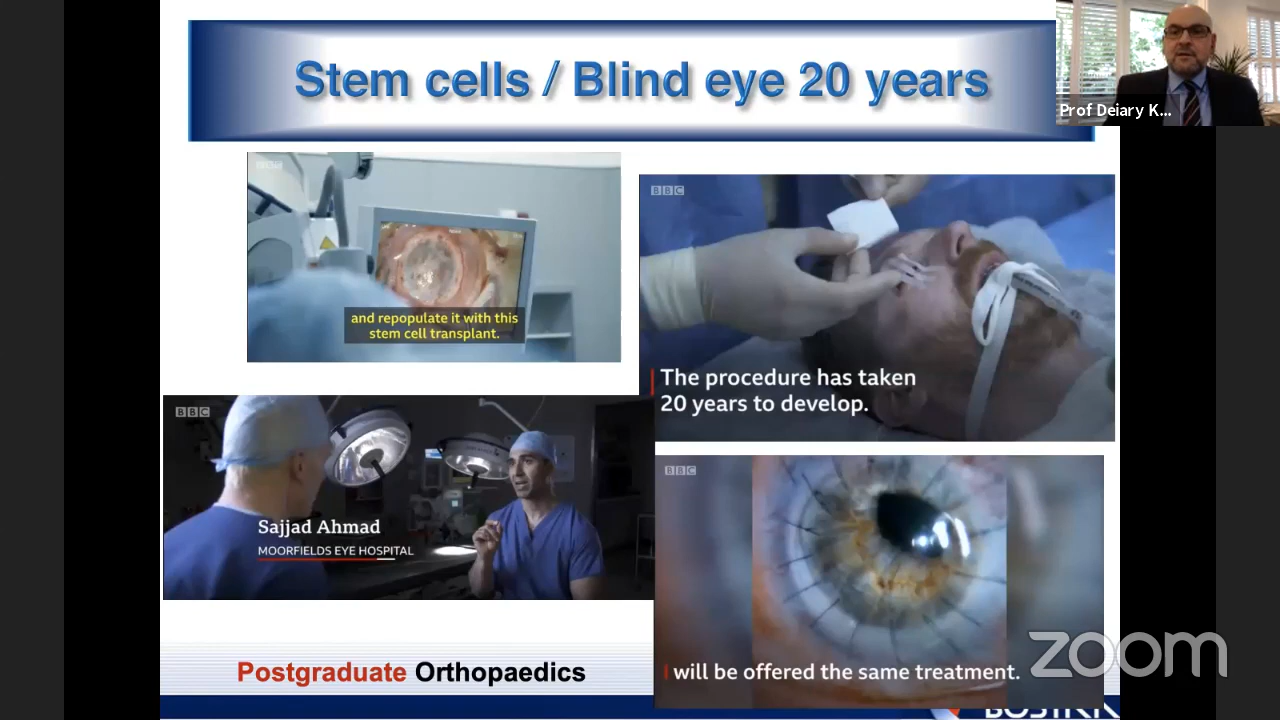 Stem cells / Blind eye 20 years
Prof Deiary K...
BBC
and repopulate it with this
stem cell transplant.
BBC
The procedure has taken
20 years to develop.
BBC
Sajjad Ahmad
MOORFIELDS EYE HOSPITAL
BBC
will be offered the same treatment.
Postgraduate Orthopaedics
zoom